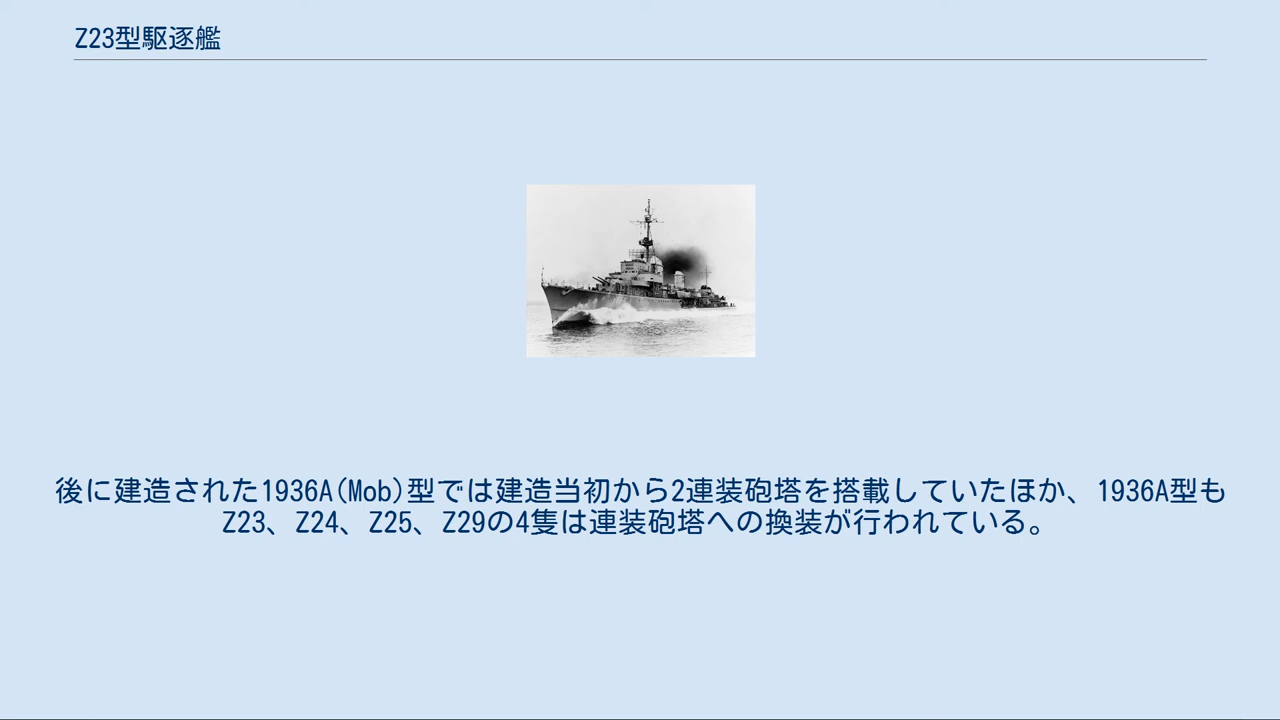 Z23型駆逐艦
後に建造された1936A(Mob)型では建造当初から2連装砲塔を搭載していたほか、1936A型も
Z23、Z24、Z25、Z29の4隻は連装砲塔への換装が行われている。